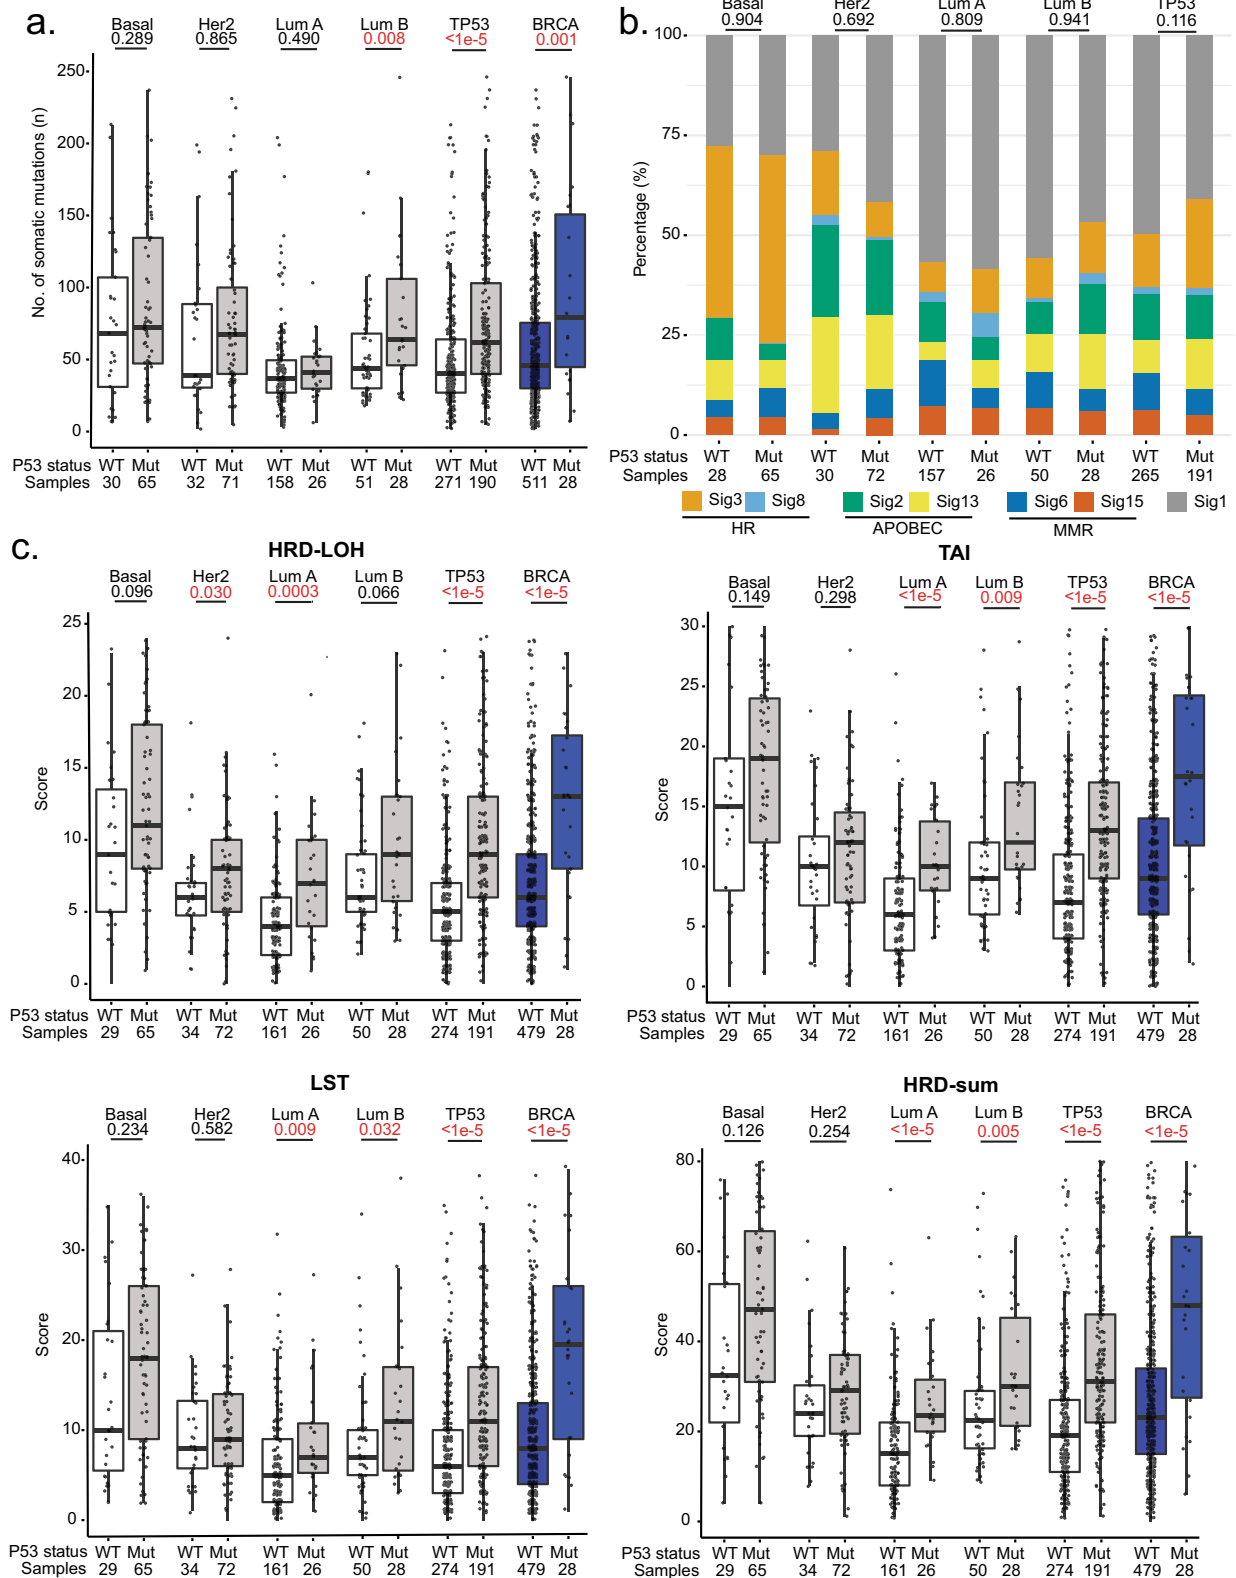 a.
Basal Her2 Lum A Lum B TP53 BRCA
0.289 0.865 0.490 0.008 <1e-5 0.001
No. of somatic mutations (n)
250
200
150
100
50
0
P53 status WT Mut WT Mut WT Mut WT Mut WT Mut WT Mut
Samples 30 65 32 71 158 26 51 28 271 190 511 28
b.
Basal Her2 Lum A Lum B TP53
0.904 0.692 0.809 0.941 0.116
Percentage (%)
100
75
50
25
0
P53 status WT Mut WT Mut WT Mut WT Mut WT Mut
Samples 28 65 30 72 157 26 50 28 265 191
Sig3 Sig8 Sig2 Sig13 Sig6 Sig15 Sig1
HR APOBEC MMR
c.
HRD-LOH
Basal Her2 Lum A Lum B TP53 BRCA
0.096 0.030 0.0003 0.066 <1e-5 <1e-5
Score
25
20
15
10
5
0
P53 status WT Mut WT Mut WT Mut WT Mut WT Mut WT Mut
Samples 29 65 34 72 161 26 50 28 274 191 479 28
TAI
Basal Her2 Lum A Lum B TP53 BRCA
0.149 0.298 <1e-5 0.009 <1e-5 <1e-5
Score
30
25
20
15
10
5
0
P53 status WT Mut WT Mut WT Mut WT Mut WT Mut WT Mut
Samples 29 65 34 72 161 26 50 28 274 191 479 28
LST
Basal Her2 Lum A Lum B TP53 BRCA
0.234 0.582 0.009 0.032 <1e-5 <1e-5
Score
40
30
20
10
0
P53 status WT Mut WT Mut WT Mut WT Mut WT Mut WT Mut
Samples 29 65 34 72 161 26 50 28 274 191 479 28
HRD-sum
Basal Her2 Lum A Lum B TP53 BRCA
0.126 0.254 <1e-5 0.005 <1e-5 <1e-5
Score
80
60
40
20
0
P53 status WT Mut WT Mut WT Mut WT Mut WT Mut WT Mut
Samples 29 65 34 72 161 26 50 28 274 191 479 28